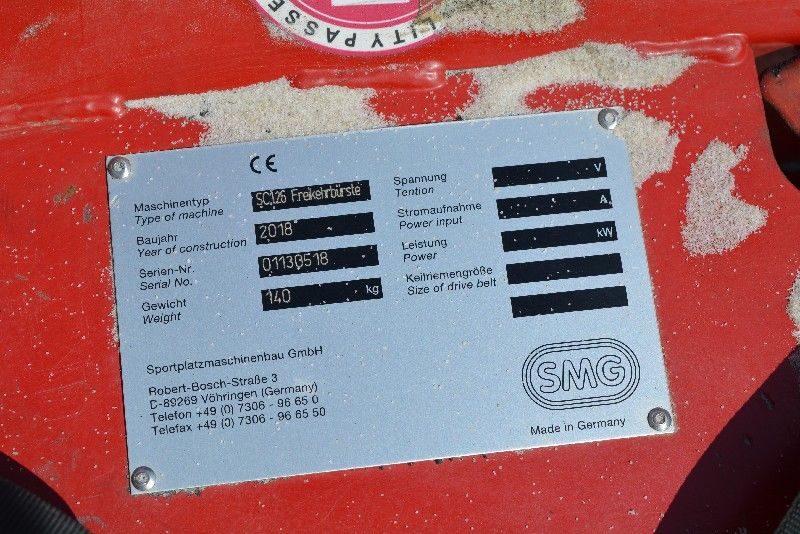 LITY PASSE
CE
Maschinentyp SC126 Freikehrbürste
Type of machine
Baujahr 2018
Year of construction
Serien-Nr. 01130518
Serial No.
Gewicht 140 kg
Weight
Spannung V
Tention
Stromaufnahme A
Power input
Leistung kW
Power
Keilriemengröße
Size of drive belt
Sportplatzmaschinenbau GmbH
Robert-Bosch-Straße 3
D-89269 Vöhringen (Germany)
Telefon +49 (0) 7306 - 96 65 0
Telefax +49 (0) 7306 - 96 65 50
SMG
Made in Germany